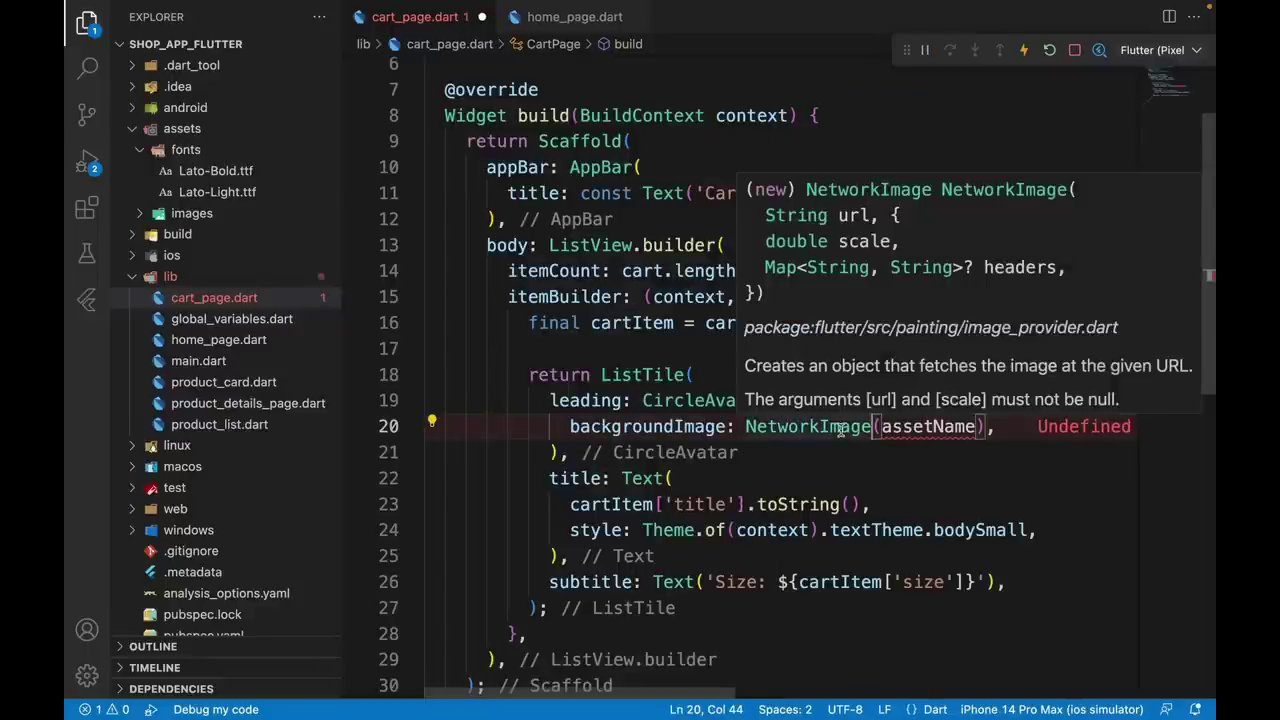 EXPLORER
SHOP_APP_FLUTTER
.dart_tool
.idea
android
assets
fonts
Aa Lato-Bold.ttf
Aa Lato-Light.ttf
images
build
ios
lib
cart_page.dart 1
global_variables.dart
home_page.dart
main.dart
product_card.dart
product_details_page.dart
product_list.dart
linux
macos
test
web
windows
.gitignore
.metadata
analysis_options.yaml
pubspec.lock
pubspec.yaml
OUTLINE
TIMELINE
DEPENDENCIES
1
2
cart_page.dart 1
home_page.dart
lib > cart_page.dart > CartPage > build
Flutter (Pixel
6
7 @override
8 Widget build(BuildContext context) {
9 return Scaffold(
10 appBar: AppBar(
11 title: const Text('Car
12 ), // AppBar
13 body: ListView.builder(
14 itemCount: cart.length
15 itemBuilder: (context,
16 final cartItem = car
17
18 return ListTile(
19 leading: CircleAva
20 backgroundImage: NetworkImage(assetName), Undefined
21 ), // CircleAvatar
22 title: Text(
23 cartItem['title'].toString(),
24 style: Theme.of(context).textTheme.bodySmall,
25 ), // Text
26 subtitle: Text('Size: ${cartItem['size']}'),
27 ); // ListTile
28 },
29 ), // ListView.builder
30 ); // Scaffold
(new) NetworkImage NetworkImage(
String url, {
double scale,
Map<String, String>? headers,
})
package:flutter/src/painting/image_provider.dart
Creates an object that fetches the image at the given URL.
The arguments [url] and [scale] must not be null.
1 0 Debug my code Ln 20, Col 44 Spaces: 2 UTF-8 LF {} Dart iPhone 14 Pro Max (ios simulator)